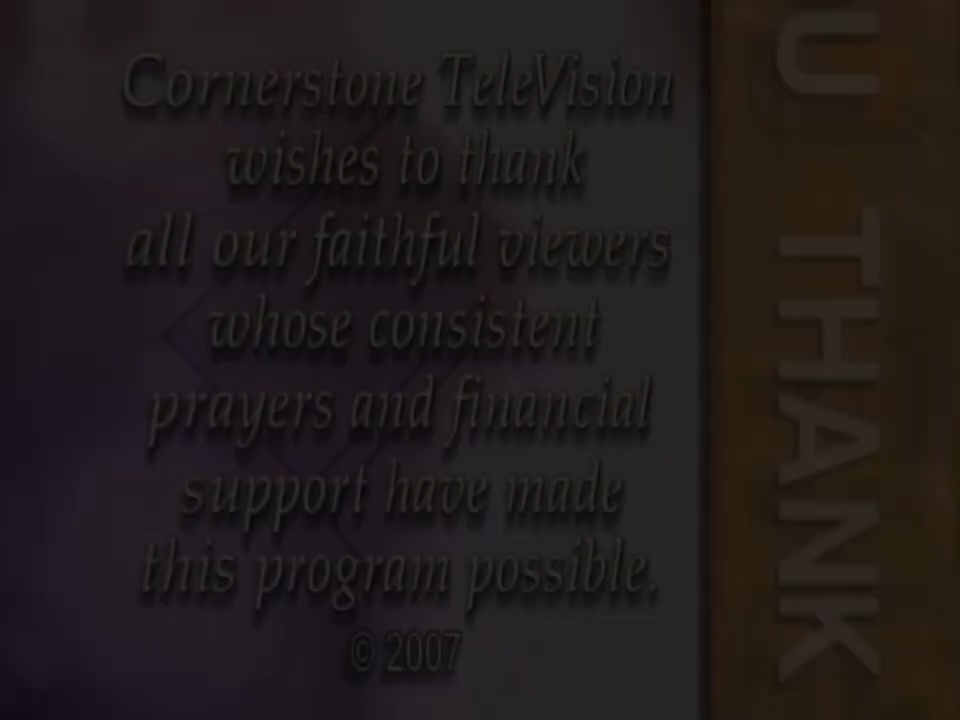 Cornerstone TeleVision
wishes to thank
all our faithful viewers
whose consistent
prayers and financial
support have made
this program possible.
© 2007
U THANK